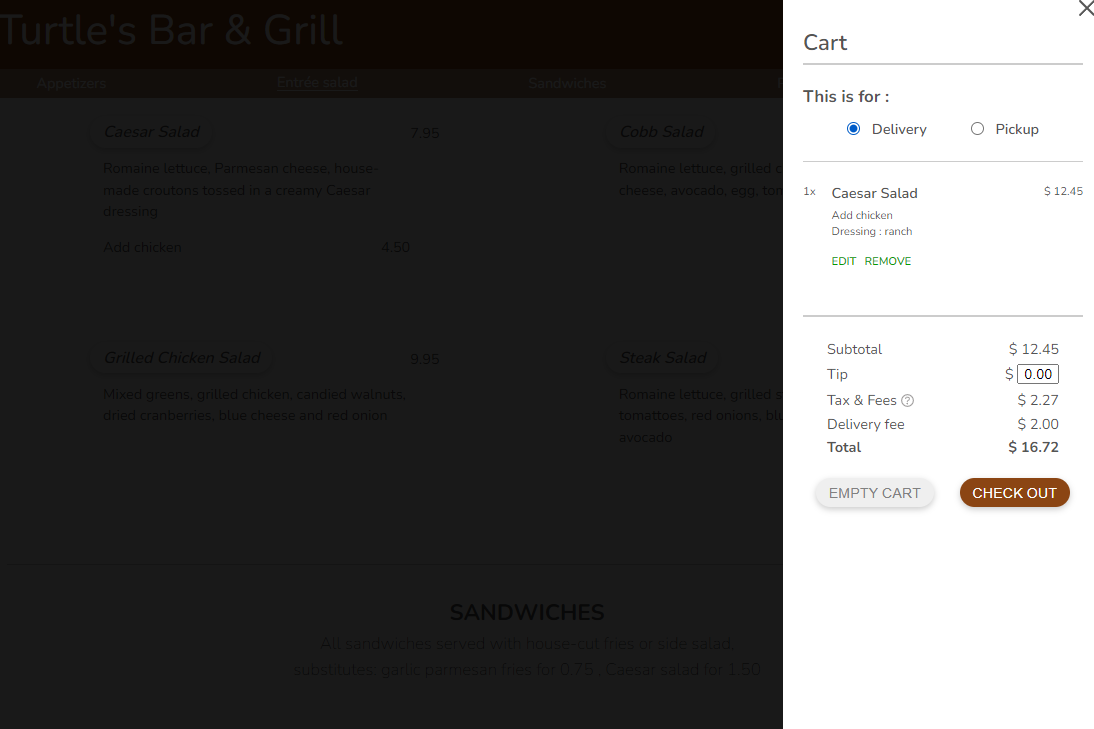 Turtle's Bar & Grill
Appetizers Entrée salad Sandwiches
Caesar Salad 7.95
Romaine lettuce, Parmesan cheese, house-
made croutons tossed in a creamy Caesar
dressing
Add chicken 4.50
Cobb Salad
Romaine lettuce, grilled c
cheese, avocado, egg, tom
Grilled Chicken Salad 9.95
Mixed greens, grilled chicken, candied walnuts,
dried cranberries, blue cheese and red onion
Steak Salad
Romaine lettuce, grilled s
tomattoes, red onions, blu
avocado
SANDWICHES
All sandwiches served with house-cut fries or side salad,
substitutes: garlic parmesan fries for 0.75 , Caesar salad for 1.50
Cart
This is for :
Delivery Pickup
1x Caesar Salad $ 12.45
Add chicken
Dressing : ranch
EDIT REMOVE
Subtotal $ 12.45
Tip $ 0.00
Tax & Fees ? $ 2.27
Delivery fee $ 2.00
Total $ 16.72
EMPTY CART CHECK OUT